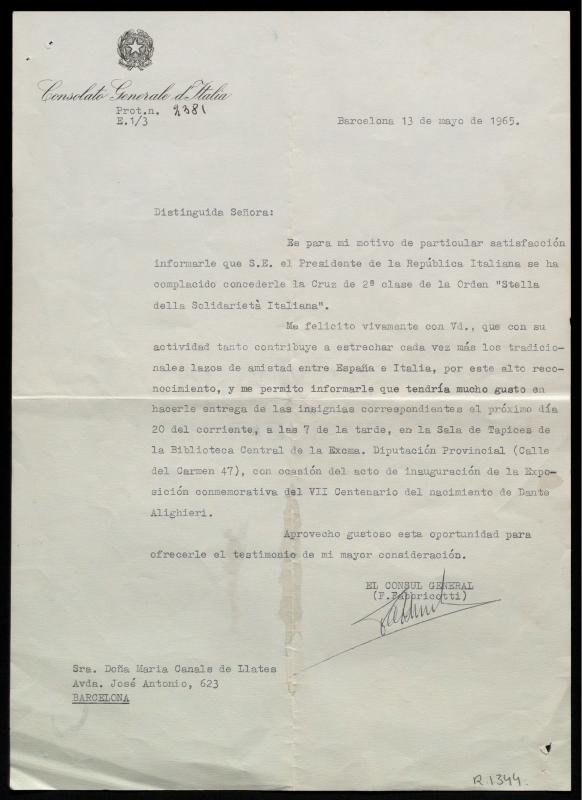 Consolato Generale d'Italia
Prot.n. 2381
E.1/3
Barcelona 13 de mayo de 1965.
Distinguida Señora:
Es para mi motivo de particular satisfacción
informarle que S.E. el Presidente de la República Italiana se ha
complacido concederle la Cruz de 2ª clase de la Orden "Stella
della Solidarietà Italiana".
Me felicito vivamente con Vd., que con su
actividad tanto contribuye a estrechar cada vez más los tradicio-
nales lazos de amistad entre España e Italia, por este alto reco-
nocimiento, y me permito informarle que tendría mucho gusto en
hacerle entrega de las insignias correspondientes el próximo día
20 del corriente, a las 7 de la tarde, en la Sala de Tapices de
la Biblioteca Central de la Excma. Diputación Provincial (Calle
del Carmen 47), con ocasión del acto de inauguración de la Expo-
sición conmemorativa del VII Centenario del nacimiento de Dante
Alighieri.
Aprovecho gustoso esta oportunidad para
ofrecerle el testimonio de mi mayor consideración.
EL CONSUL GENERAL
(F.Fabbricotti)
Sra. Doña Maria Canals de Llates
Avda. José Antonio, 623
BARCELONA
R.1344.